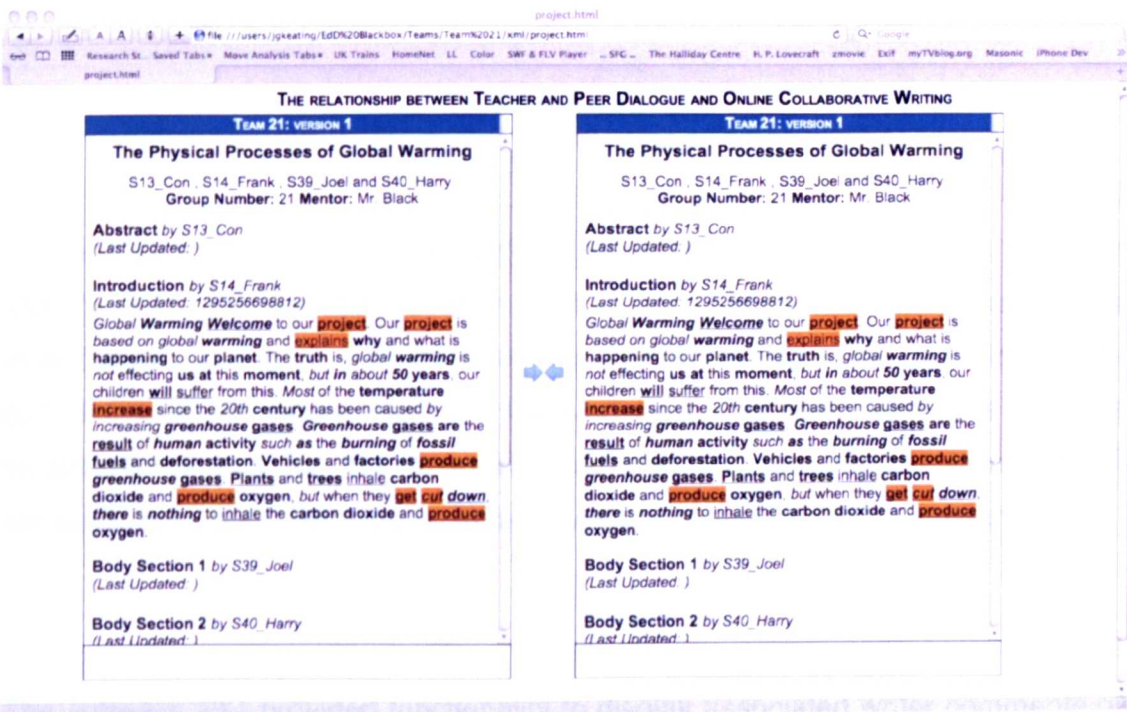 project.html
file:///users/jgkeating/EdD%20Blackbox/Teams/Team%2021/xml/project.htm
Google
Research St... Saved Tabs Move Analysis Tabs UK Trains HomeNet LL Color SWF & FLV Player _ SFG _ The Halliday Centre H. P. Lovecraft zmovie Exif myTVblog.org Masonic iPhone Dev
project.html
THE RELATIONSHIP BETWEEN TEACHER AND PEER DIALOGUE AND ONLINE COLLABORATIVE WRITING
TEAM 21: VERSION 1
The Physical Processes of Global Warming
S13_Con , S14_Frank , S39_Joel and S40_Harry
Group Number: 21 Mentor: Mr. Black
Abstract by S13_Con
(Last Updated: )
Introduction by S14_Frank
(Last Updated: 1295256698812)
Global Warming Welcome to our project. Our project is
based on global warming and explains why and what is
happening to our planet. The truth is, global warming is
not effecting us at this moment, but in about 50 years, our
children will suffer from this. Most of the temperature
increase since the 20th century has been caused by
increasing greenhouse gases. Greenhouse gases are the
result of human activity such as the burning of fossil
fuels and deforestation. Vehicles and factories produce
greenhouse gases. Plants and trees inhale carbon
dioxide and produce oxygen, but when they get cut down,
there is nothing to inhale the carbon dioxide and produce
oxygen.
Body Section 1 by S39_Joel
(Last Updated: )
Body Section 2 by S40_Harry
(Last Updated: )
TEAM 21: VERSION 1
The Physical Processes of Global Warming
S13_Con , S14_Frank , S39_Joel and S40_Harry
Group Number: 21 Mentor: Mr. Black
Abstract by S13_Con
(Last Updated: )
Introduction by S14_Frank
(Last Updated: 1295256698812)
Global Warming Welcome to our project. Our project is
based on global warming and explains why and what is
happening to our planet. The truth is, global warming is
not effecting us at this moment, but in about 50 years, our
children will suffer from this. Most of the temperature
increase since the 20th century has been caused by
increasing greenhouse gases. Greenhouse gases are the
result of human activity such as the burning of fossil
fuels and deforestation. Vehicles and factories produce
greenhouse gases. Plants and trees inhale carbon
dioxide and produce oxygen, but when they get cut down,
there is nothing to inhale the carbon dioxide and produce
oxygen.
Body Section 1 by S39_Joel
(Last Updated: )
Body Section 2 by S40_Harry
(Last Updated: )